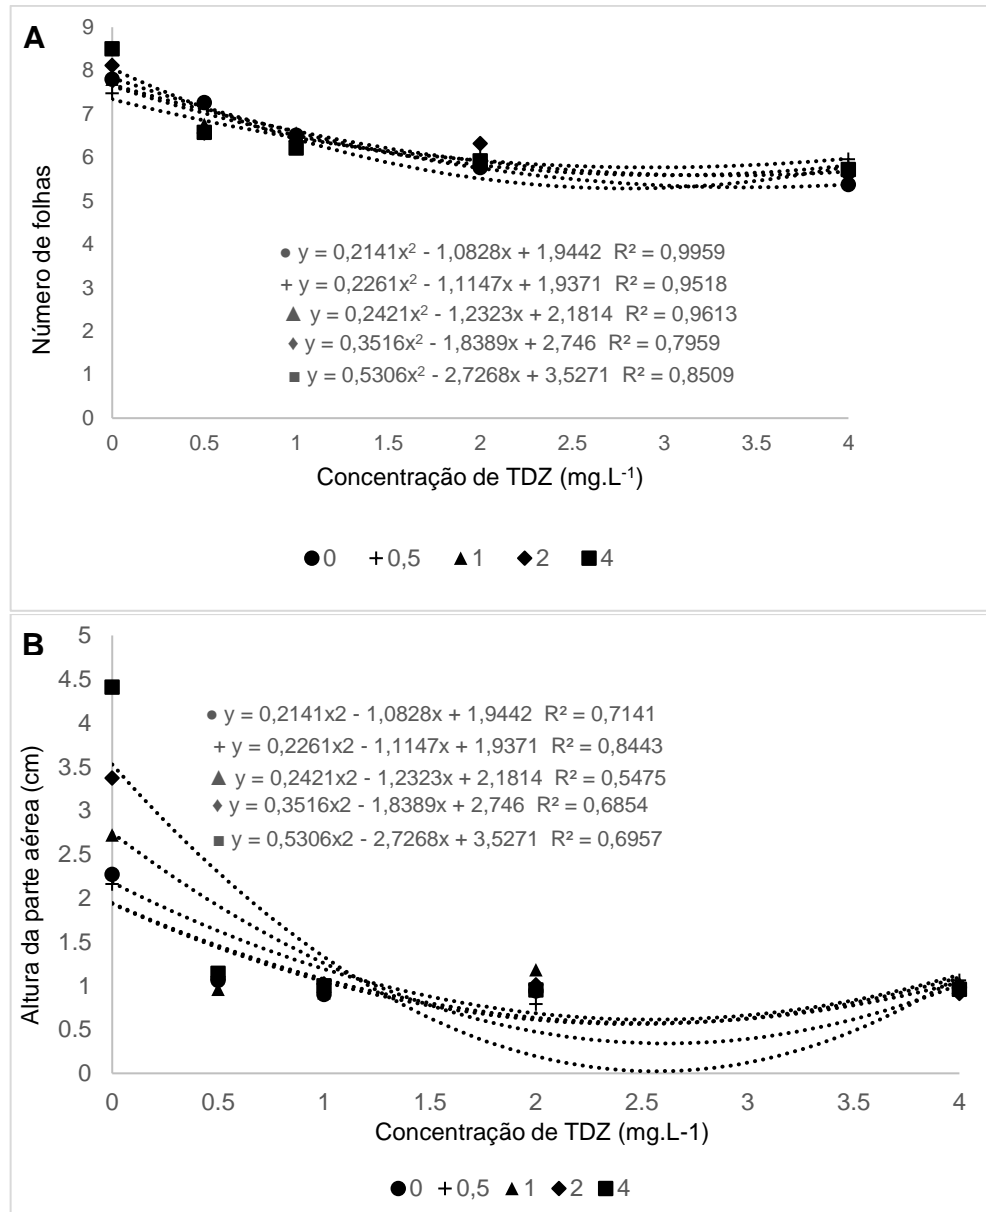 A
9
8
7
6
5
4
3
2
1
0
Número de folhas
● y = 0,2141x² - 1,0828x + 1,9442 R² = 0,9959
+ y = 0,2261x² - 1,1147x + 1,9371 R² = 0,9518
▲ y = 0,2421x² - 1,2323x + 2,1814 R² = 0,9613
♦ y = 0,3516x² - 1,8389x + 2,746 R² = 0,7959
■ y = 0,5306x² - 2,7268x + 3,5271 R² = 0,8509
0 0.5 1 1.5 2 2.5 3 3.5 4
Concentração de TDZ (mg.L⁻¹)
●0 +0,5 ▲1 ◆2 ■4
B
5
4.5
4
3.5
3
2.5
2
1.5
1
0.5
0
Altura da parte aérea (cm)
● y = 0,2141x2 - 1,0828x + 1,9442 R² = 0,7141
+ y = 0,2261x2 - 1,1147x + 1,9371 R² = 0,8443
▲ y = 0,2421x2 - 1,2323x + 2,1814 R² = 0,5475
♦ y = 0,3516x2 - 1,8389x + 2,746 R² = 0,6854
■ y = 0,5306x2 - 2,7268x + 3,5271 R² = 0,6957
0 0.5 1 1.5 2 2.5 3 3.5 4
Concentração de TDZ (mg.L-1)
●0 +0,5 ▲1 ◆2 ■4